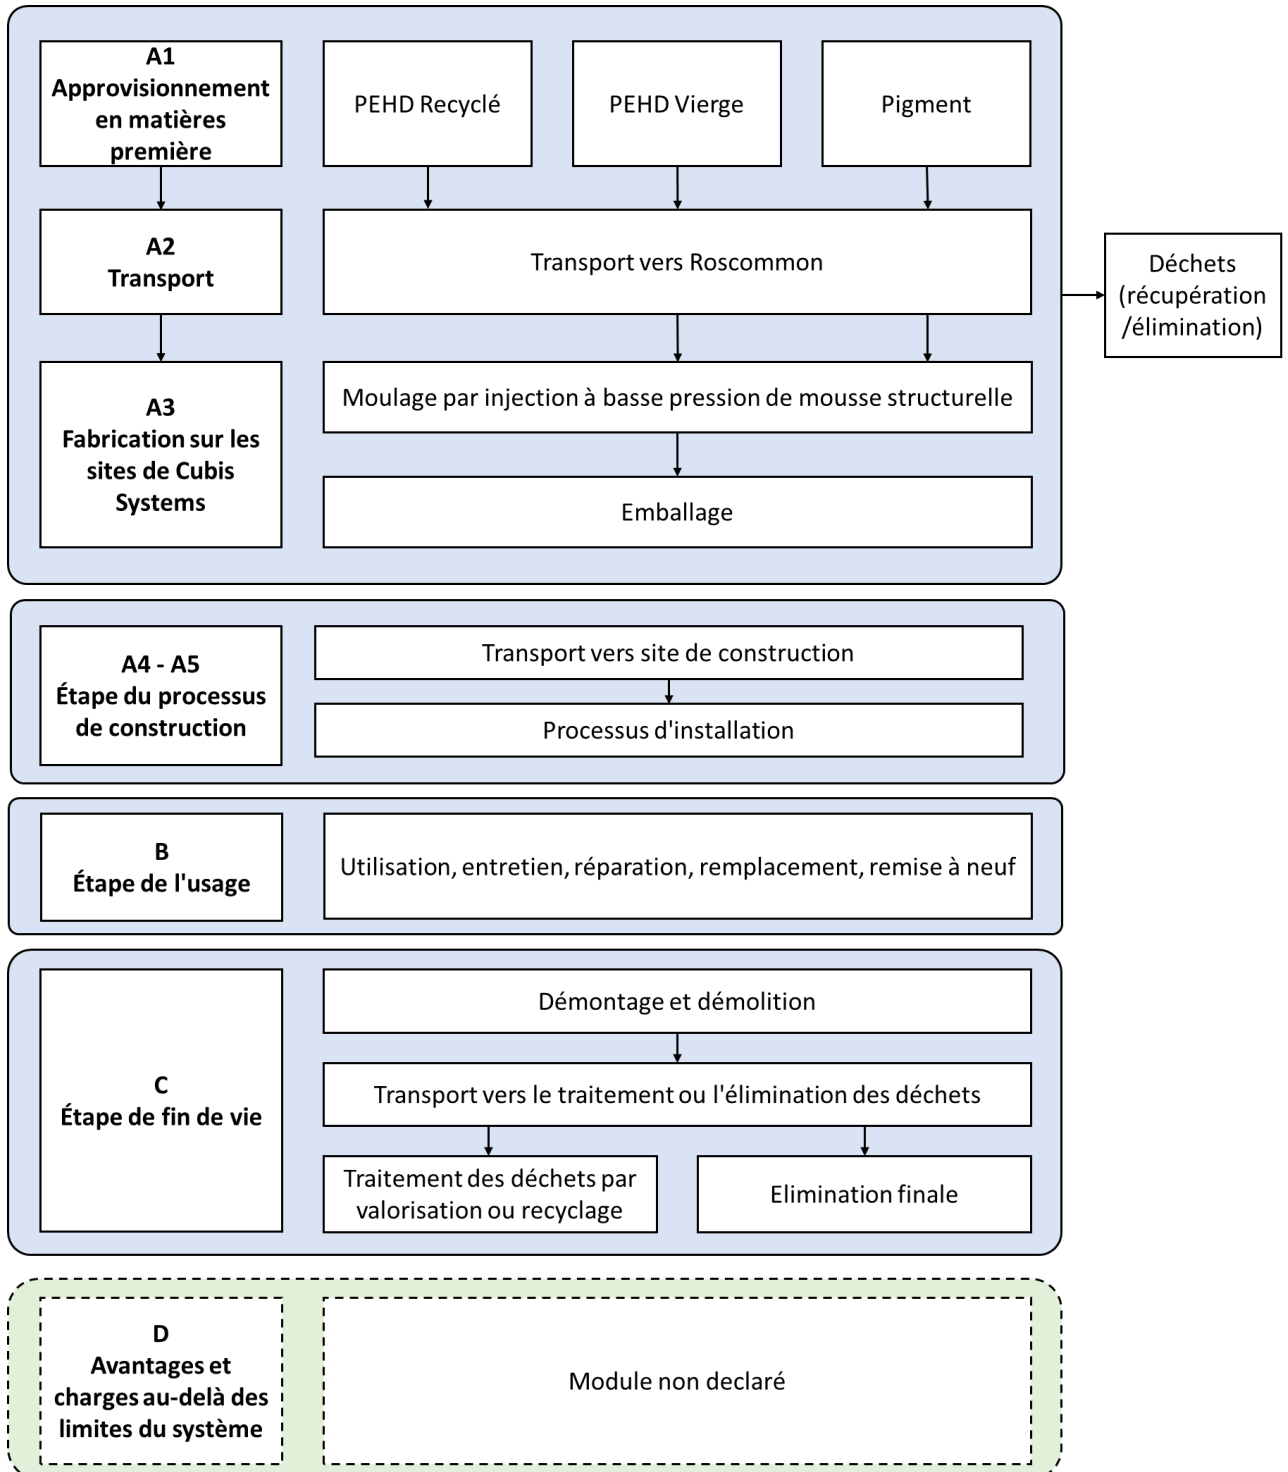 A1
Approvisionnement
en matières
première
PEHD Recyclé
PEHD Vierge
Pigment
A2
Transport
Transport vers Roscommon
Déchets
(récupération
/élimination)
A3
Fabrication sur les
sites de Cubis
Systems
Moulage par injection à basse pression de mousse structurelle
Emballage
A4 - A5
Étape du processus
de construction
Transport vers site de construction
Processus d'installation
B
Étape de l'usage
Utilisation, entretien, réparation, remplacement, remise à neuf
C
Étape de fin de vie
Démontage et démolition
Transport vers le traitement ou l'élimination des déchets
Traitement des déchets par
valorisation ou recyclage
Elimination finale
D
Avantages et
charges au-delà des
limites du système
Module non declaré